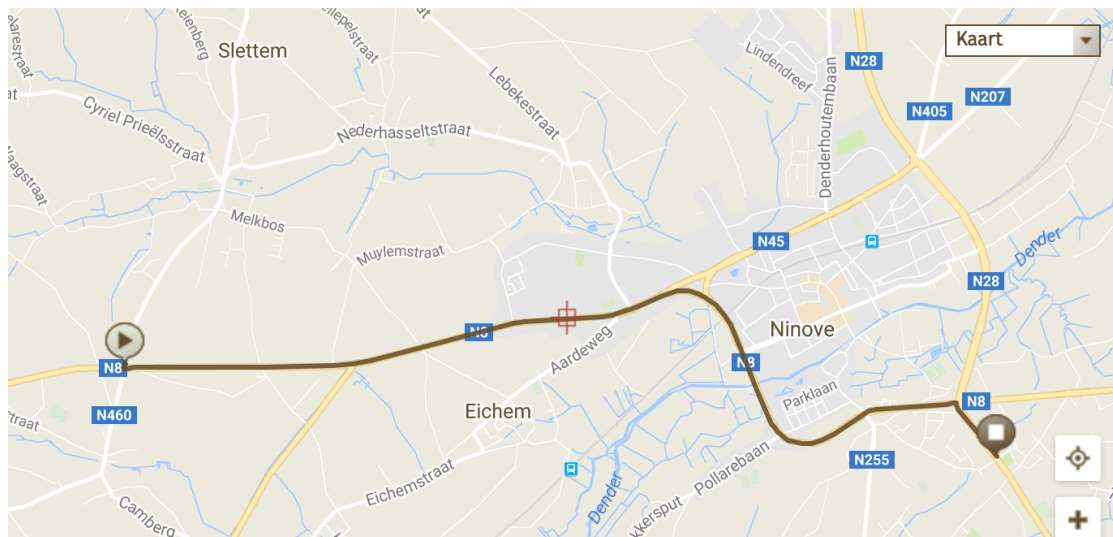 Slettem
Lebekestraat
Lindendreef
Denderhoutembaan
N28
Kaart
N405
N207
Cyriel Prieëlsstraat
Nederhasseltstraat
Melkbos
Muylemstraat
N45
Dender
N28
Ninove
N8
N8
Aardeweg
N8
N460
Eichem
Parklaan
N8
N255
Pollarebaan
Eichemstraat
Dender
Camberg